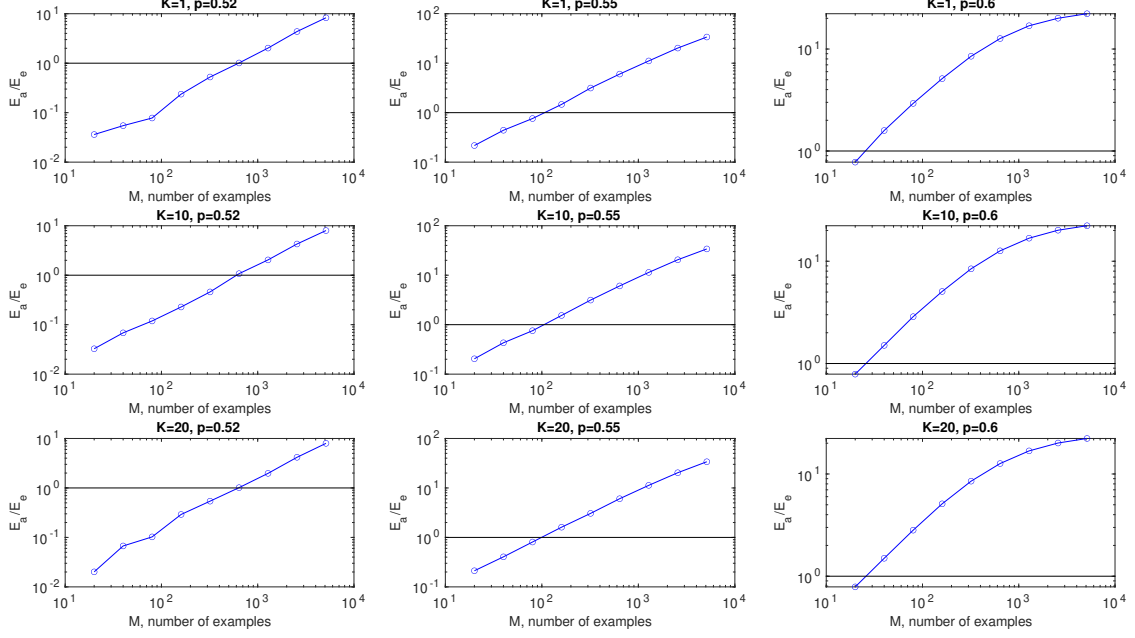 K=1, p=0.52
10^1
10^0
10^-1
10^-2
E_a/E_e
10^1 10^2 10^3 10^4
M, number of examples
K=1, p=0.55
10^2
10^1
10^0
10^-1
E_a/E_e
10^1 10^2 10^3 10^4
M, number of examples
K=1, p=0.6
10^1
10^0
E_a/E_e
10^1 10^2 10^3 10^4
M, number of examples
K=10, p=0.52
10^1
10^0
10^-1
10^-2
E_a/E_e
10^1 10^2 10^3 10^4
M, number of examples
K=10, p=0.55
10^2
10^1
10^0
10^-1
E_a/E_e
10^1 10^2 10^3 10^4
M, number of examples
K=10, p=0.6
10^1
10^0
E_a/E_e
10^1 10^2 10^3 10^4
M, number of examples
K=20, p=0.52
10^1
10^0
10^-1
10^-2
E_a/E_e
10^1 10^2 10^3 10^4
M, number of examples
K=20, p=0.55
10^2
10^1
10^0
10^-1
E_a/E_e
10^1 10^2 10^3 10^4
M, number of examples
K=20, p=0.6
10^1
10^0
E_a/E_e
10^1 10^2 10^3 10^4
M, number of examples